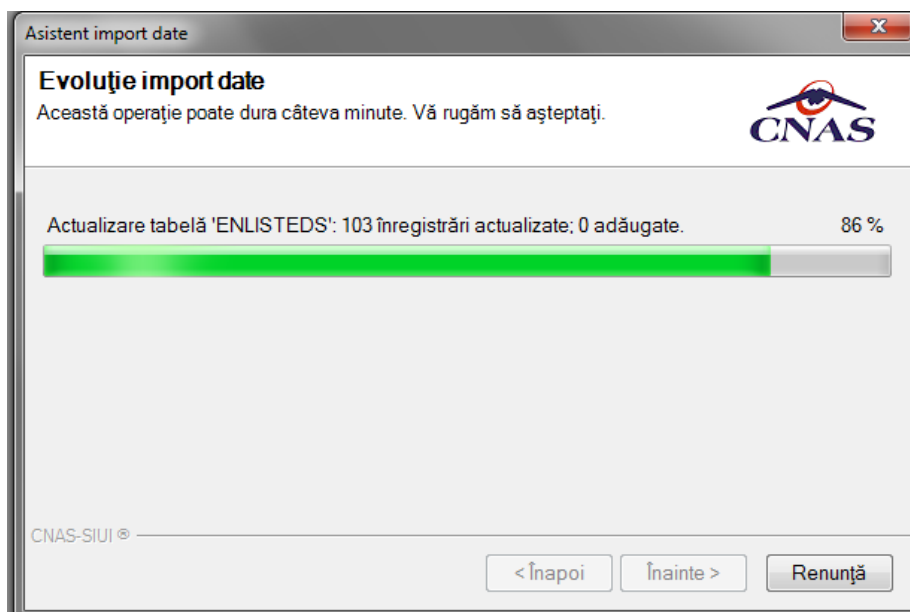 Asistent import date
Evoluţie import date
Această operaţie poate dura câteva minute. Vă rugăm să aşteptaţi.
CNAS
Actualizare tabelă 'ENLISTEDS': 103 înregistrări actualizate; 0 adăugate. 86 %
CNAS-SIUI ®
< Înapoi Înainte > Renunţă